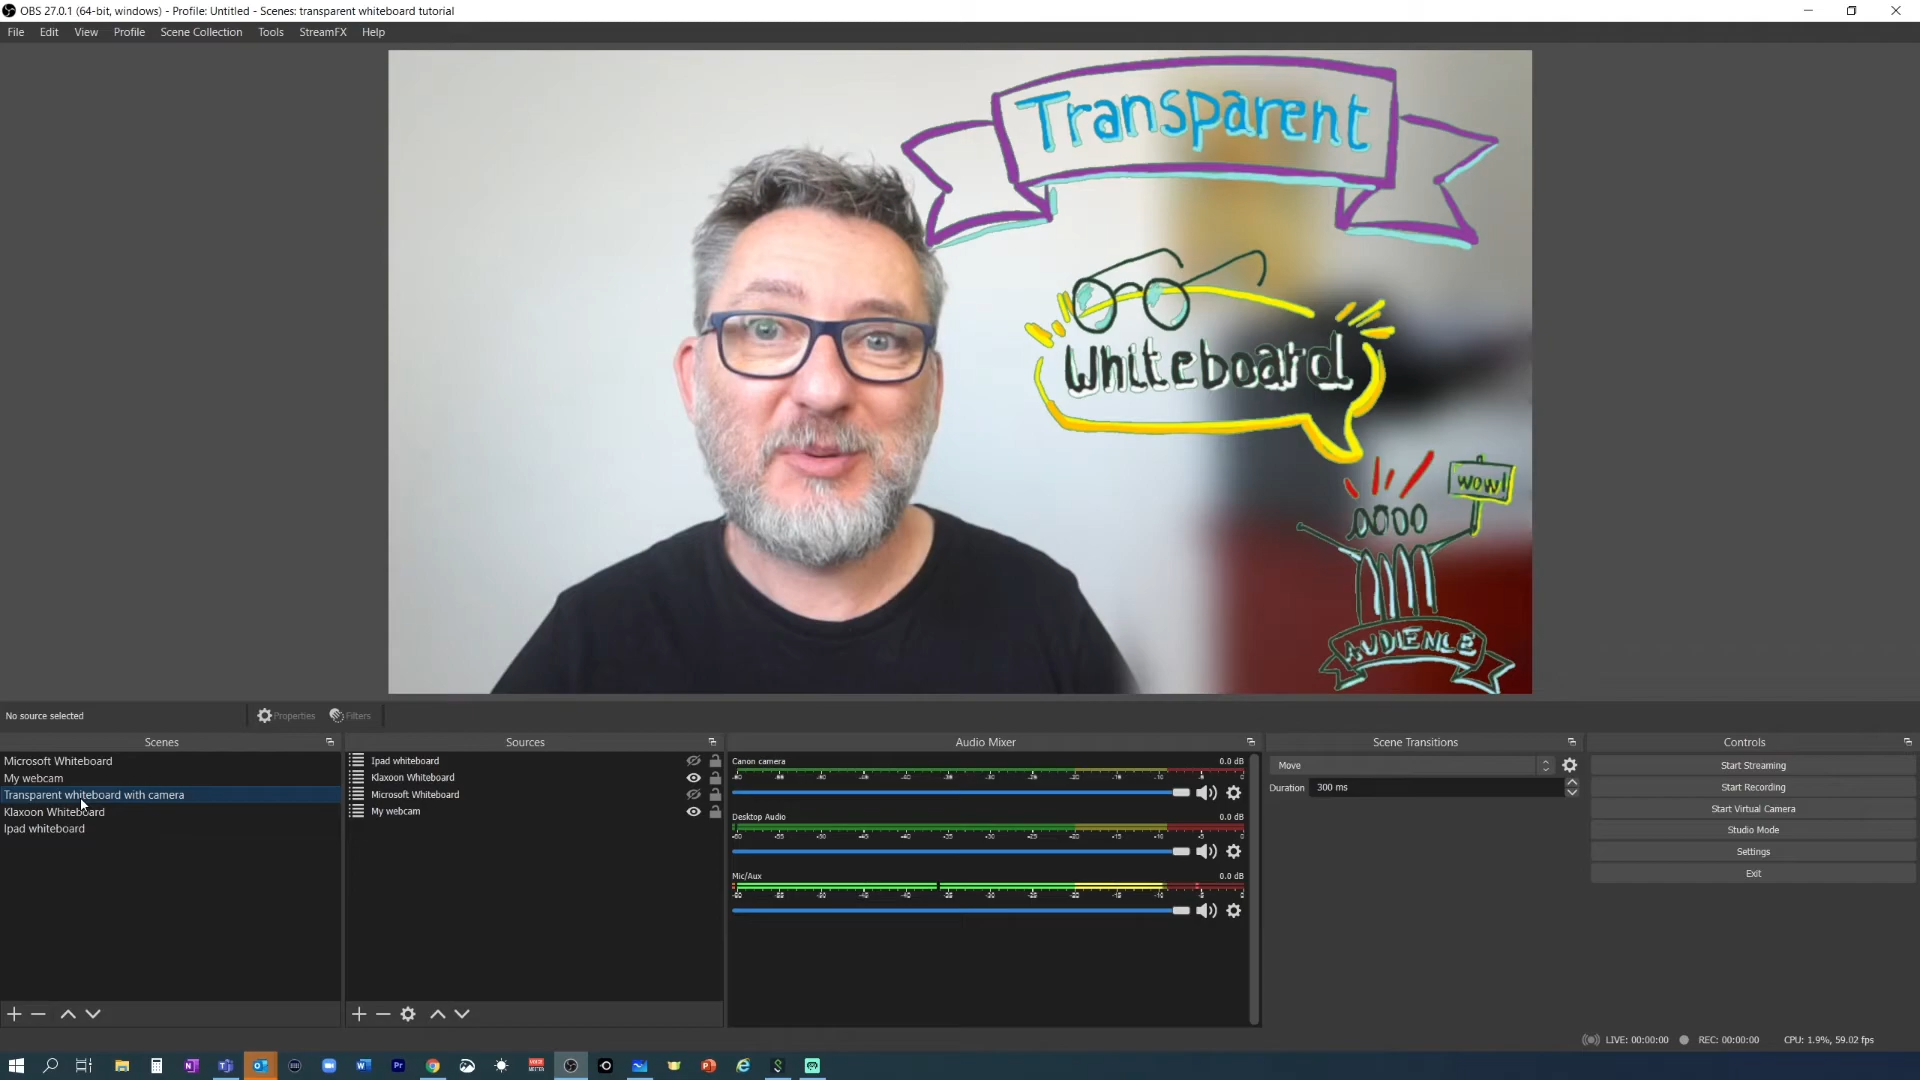 OBS 27.0.1 (64-bit, windows) - Profile: Untitled - Scenes: transparent whiteboard tutorial
File Edit View Profile Scene Collection Tools StreamFX Help
Transparent
Whiteboard
WOW!
AUDIENCE
No source selected Properties Filters
Scenes
Microsoft Whiteboard
My webcam
Transparent whiteboard with camera
Klaxoon Whiteboard
Ipad whiteboard
Sources
Ipad whiteboard
Klaxoon Whiteboard
Microsoft Whiteboard
My webcam
Audio Mixer
Canon camera 0.0 dB
Desktop Audio 0.0 dB
Mic/Aux 0.0 dB
Scene Transitions
Move
Duration 300 ms
Controls
Start Streaming
Start Recording
Start Virtual Camera
Studio Mode
Settings
Exit
LIVE: 00:00:00 REC: 00:00:00 CPU: 1.9%, 59.02 fps